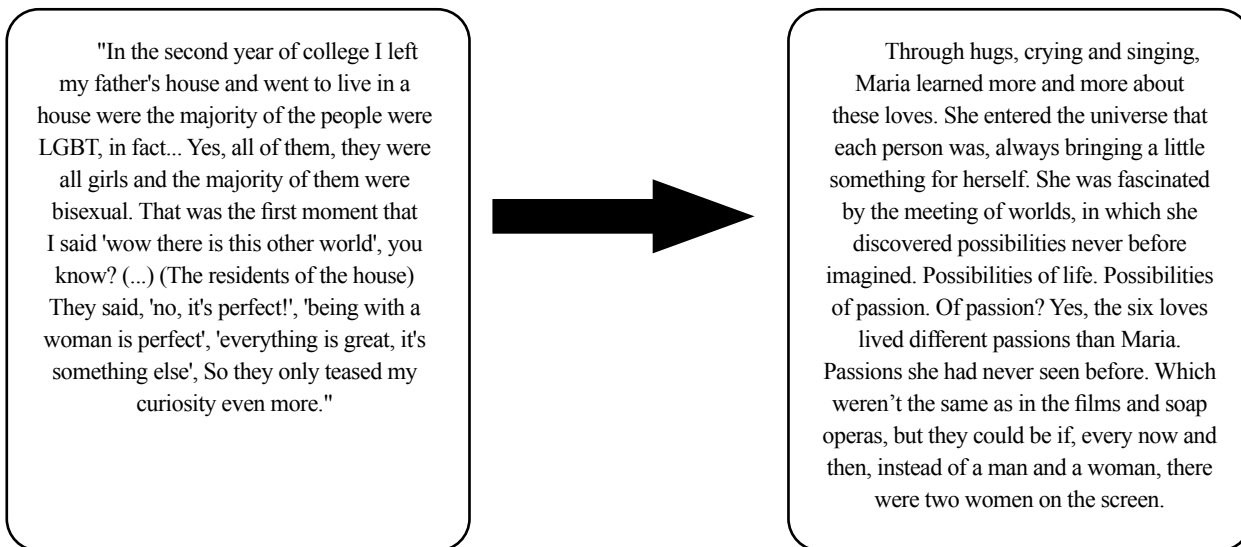 "In the second year of college I left
my father's house and went to live in a
house were the majority of the people were
LGBT, in fact... Yes, all of them, they were
all girls and the majority of them were
bisexual. That was the first moment that
I said 'wow there is this other world', you
know? (...) (The residents of the house)
They said, 'no, it's perfect!', 'being with a
woman is perfect', 'everything is great, it's
something else', So they only teased my
curiosity even more."
Through hugs, crying and singing,
Maria learned more and more about
these loves. She entered the universe that
each person was, always bringing a little
something for herself. She was fascinated
by the meeting of worlds, in which she
discovered possibilities never before
imagined. Possibilities of life. Possibilities
of passion. Of passion? Yes, the six loves
lived different passions than Maria.
Passions she had never seen before. Which
weren’t the same as in the films and soap
operas, but they could be if, every now and
then, instead of a man and a woman, there
were two women on the screen.